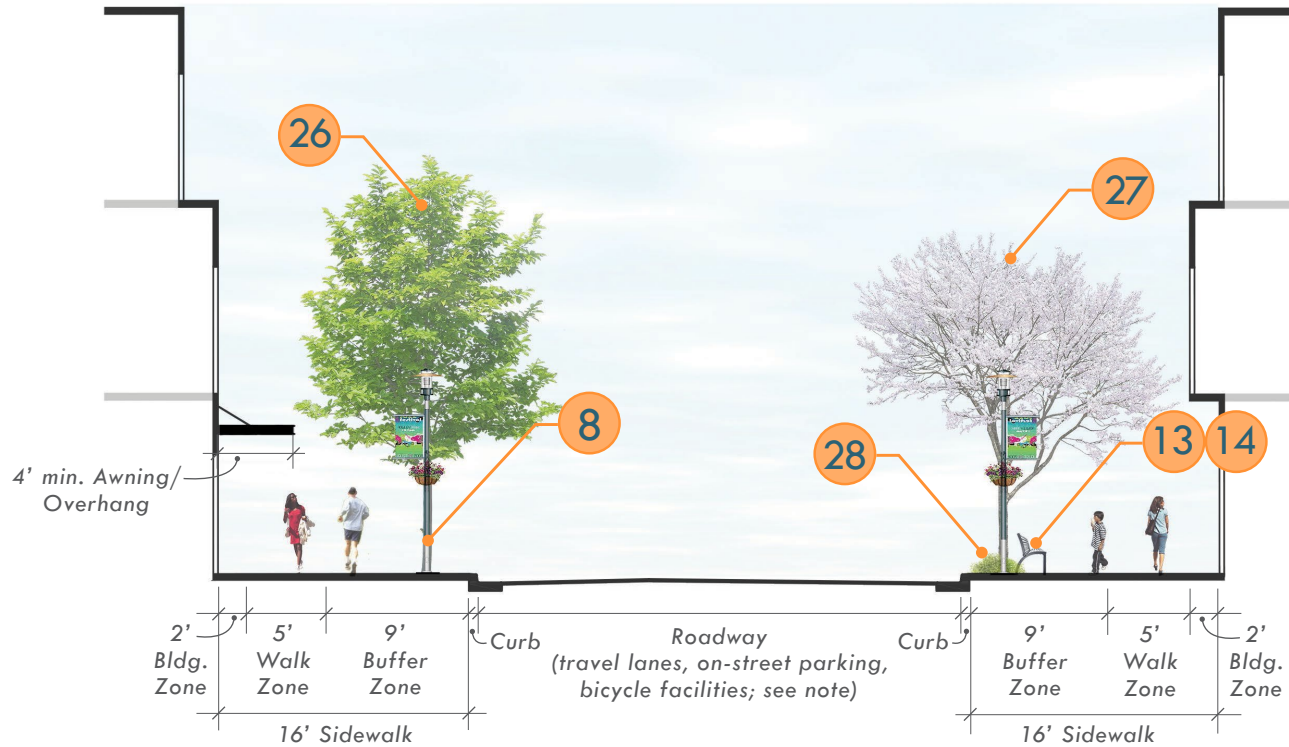 26
27
8
28
13
14
4’ min. Awning/
Overhang
2’
Bldg.
Zone
5’
Walk
Zone
9’
Buffer
Zone
Curb
Roadway
(travel lanes, on-street parking,
bicycle facilities; see note)
Curb
9’
Buffer
Zone
5’
Walk
Zone
2’
Bldg.
Zone
16’ Sidewalk
16’ Sidewalk